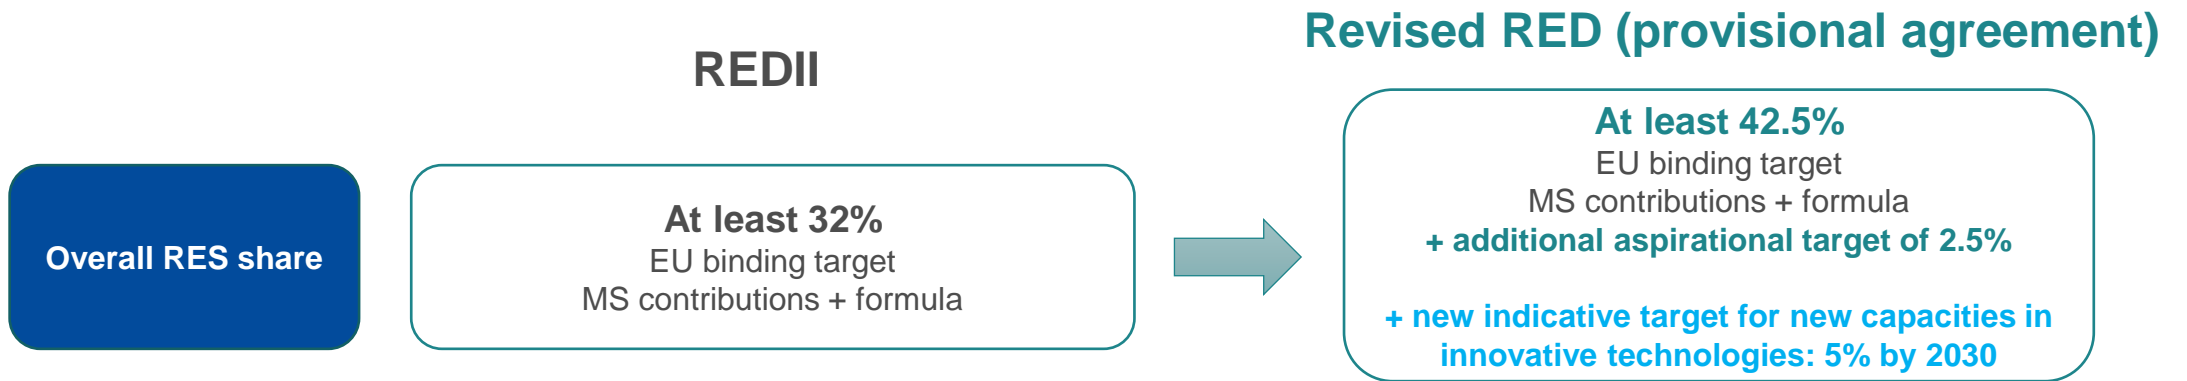 Revised RED (provisional agreement)
REDII
Overall RES share
At least 32%
EU binding target
MS contributions + formula
At least 42.5%
EU binding target
MS contributions + formula
+ additional aspirational target of 2.5%
+ new indicative target for new capacities in
innovative technologies: 5% by 2030